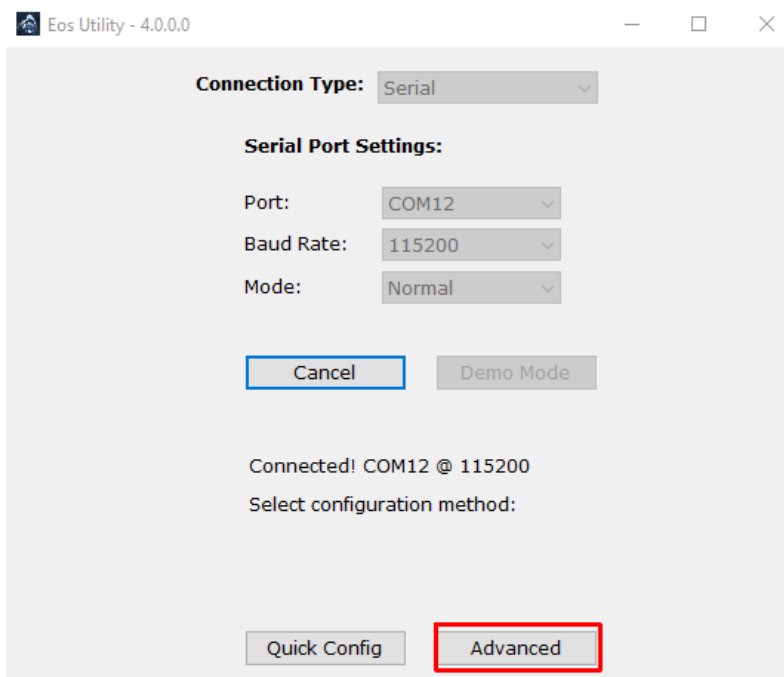 Eos Utility - 4.0.0.0
Connection Type: Serial
Serial Port Settings:
Port: COM12
Baud Rate: 115200
Mode: Normal
Cancel Demo Mode
Connected! COM12 @ 115200
Select configuration method:
Quick Config Advanced